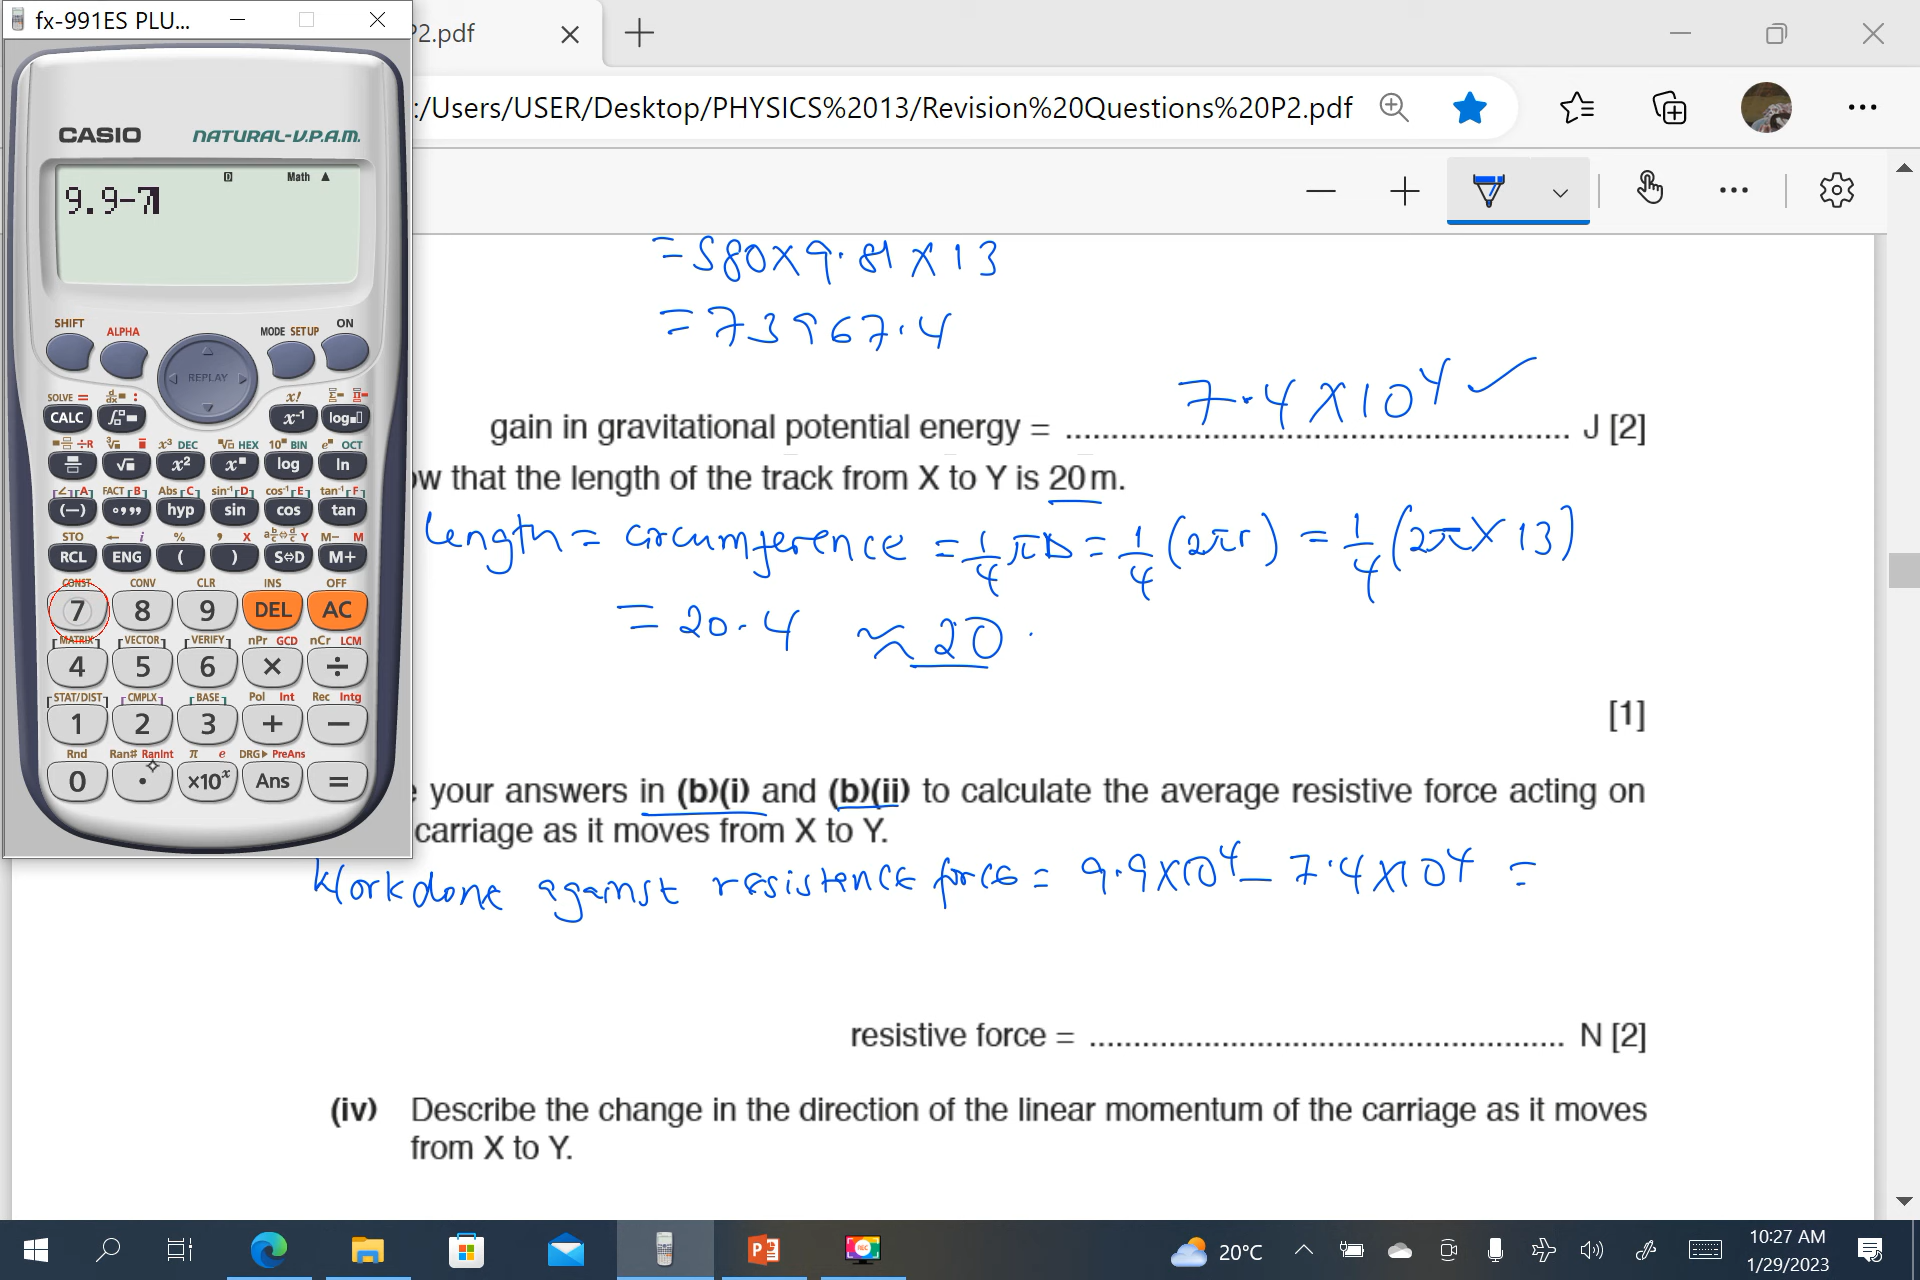 fx-991ES PLU...
P2.pdf
:/Users/USER/Desktop/PHYSICS%2013/Revision%20Questions%20P2.pdf
CASIO NATURAL-V.P.A.M.
D Math
9.9-7
SHIFT ALPHA MODE SETUP ON
REPLAY
SOLVE = d/dx : x! Σ Π
CALC x⁻¹ log
÷R ³√ x³ DEC ˣ√ HEX 10ˣ BIN eˣ OCT
√ x² xˣ log ln
∠ A FACT B Abs C sin⁻¹ D cos⁻¹ E tan⁻¹ F
(−) °,,, hyp sin cos tan
STO ← i % , X a b/c Y M− M
RCL ENG ( ) S⇔D M+
CONST CONV CLR INS OFF
7 8 9 DEL AC
MATRIX VECTOR VERIFY nPr GCD nCr LCM
4 5 6 × ÷
STAT/DIST CMPLX BASE Pol Int Rec Intg
1 2 3 + −
Rnd Ran# RanInt π e DRG▶ PreAns
0 . ×10ˣ Ans =
= 580×9.81×13
= 73967.4
7.4×10⁴ ✓
gain in gravitational potential energy = ........................................................ J [2]
ow that the length of the track from X to Y is 20 m.
length = circumference = 1/4 πD = 1/4 (2πr) = 1/4 (2π×13)
= 20.4 ≈ 20 .
[1]
e your answers in (b)(i) and (b)(ii) to calculate the average resistive force acting on
carriage as it moves from X to Y.
Work done against resistence force = 9.9×10⁴ − 7.4×10⁴ =
resistive force = ..................................................... N [2]
(iv) Describe the change in the direction of the linear momentum of the carriage as it moves
from X to Y.
REC
20°C
10:27 AM
1/29/2023